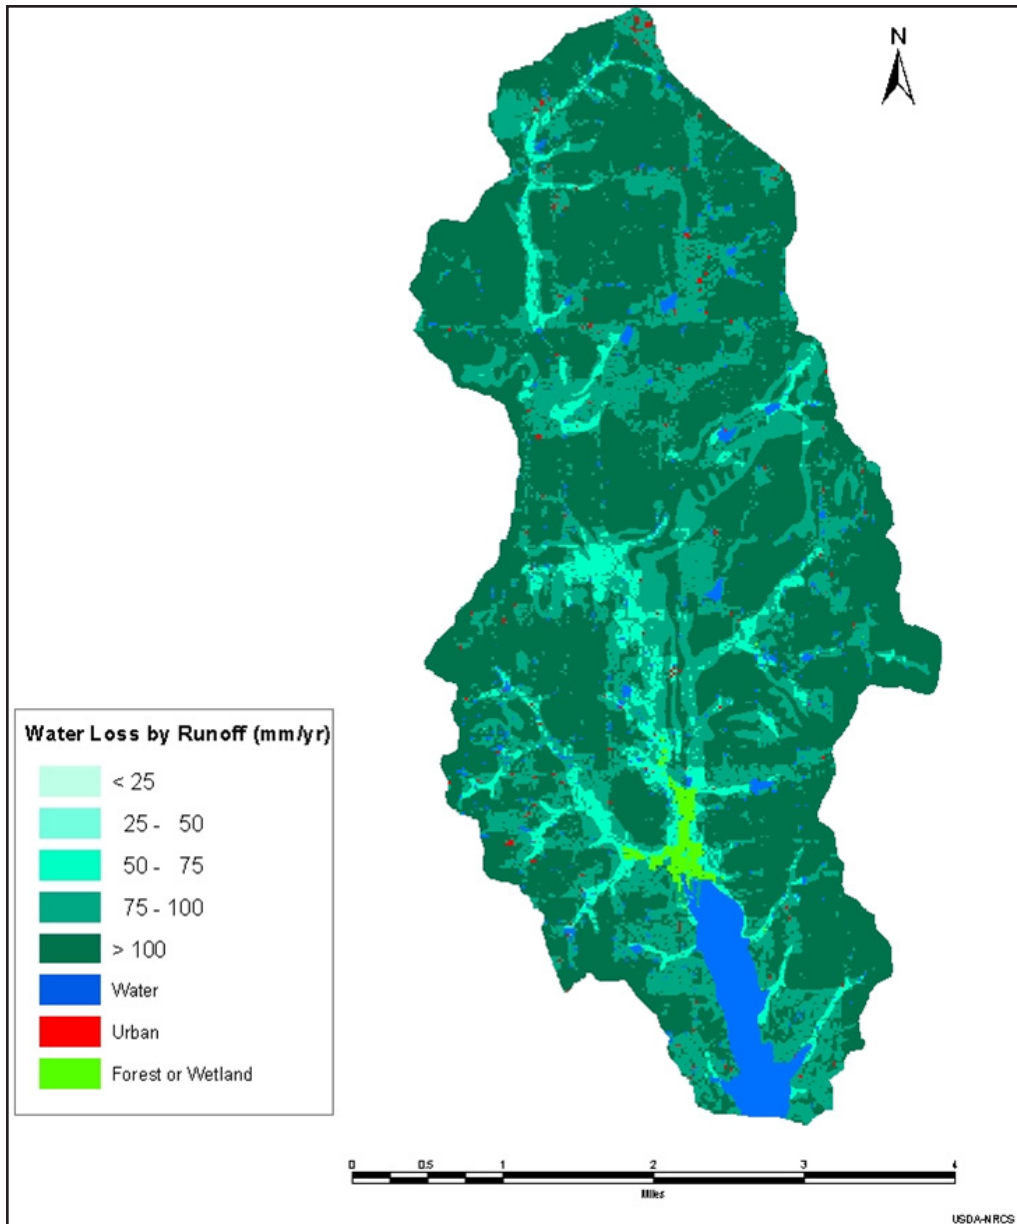 N
Water Loss by Runoff (mm/yr)
< 25
25 - 50
50 - 75
75 - 100
> 100
Water
Urban
Forest or Wetland
0 0.5 1 2 3 4
Miles
USDA-NRCS